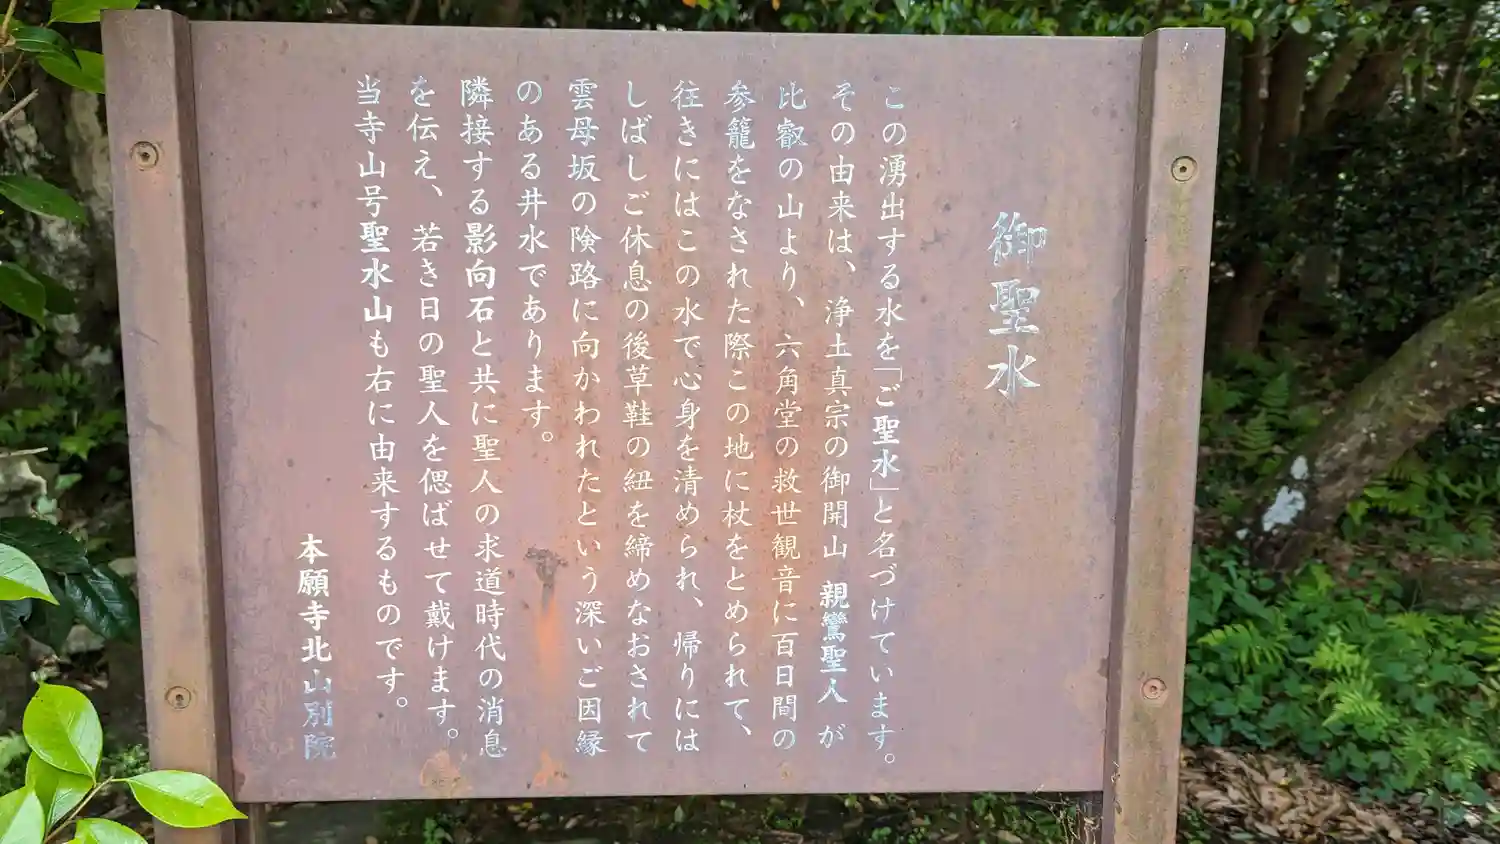 御聖水
この湧出する水を「ご聖水」と名づけています。
その由来は、浄土真宗の御開山 親鸞聖人が
比叡の山より、六角堂の救世観音に百日間の
参籠をなされた際この地に杖をとめられて、
往きにはこの水で心身を清められ、帰りには
しばしご休息の後草鞋の紐を締めなおされて
雲母坂の険路に向かわれたという深いご因縁
のある井水であります。
隣接する影向石と共に聖人の求道時代の消息
を伝え、若き日の聖人を偲ばせて戴けます。
当寺山号聖水山も右に由来するものです。
本願寺北山別院